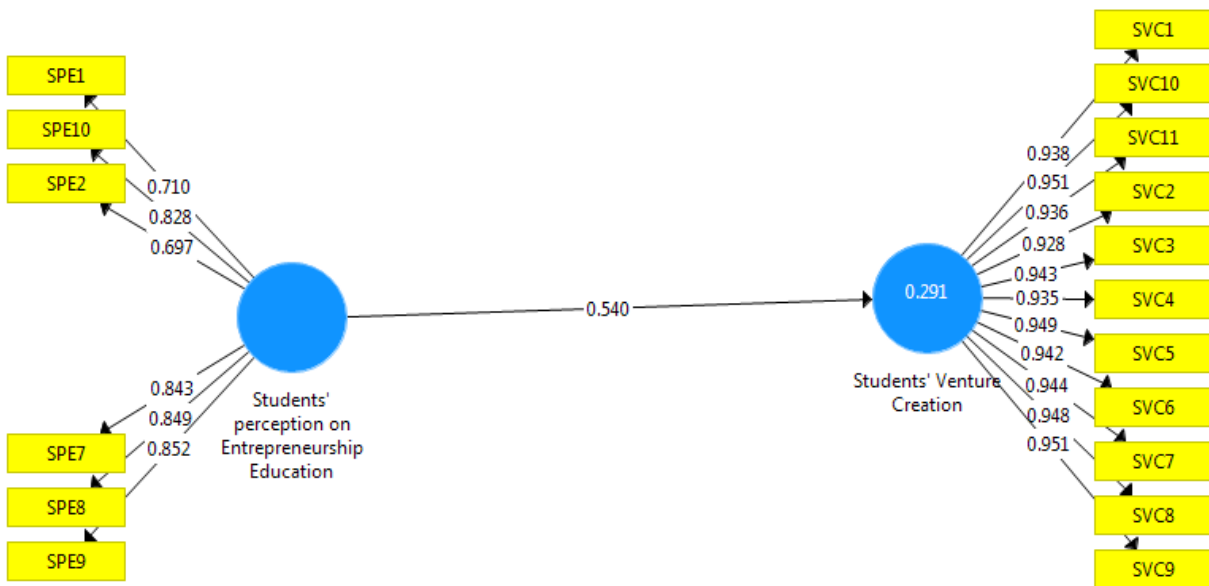 SPE1
SPE10
SPE2
0.710
0.828
0.697
0.843
0.849
0.852
SPE7
SPE8
SPE9
Students'
perception on
Entrepreneurship
Education
0.540
0.291
Students' Venture
Creation
0.938
0.951
0.936
0.928
0.943
0.935
0.949
0.942
0.944
0.948
0.951
SVC1
SVC10
SVC11
SVC2
SVC3
SVC4
SVC5
SVC6
SVC7
SVC8
SVC9